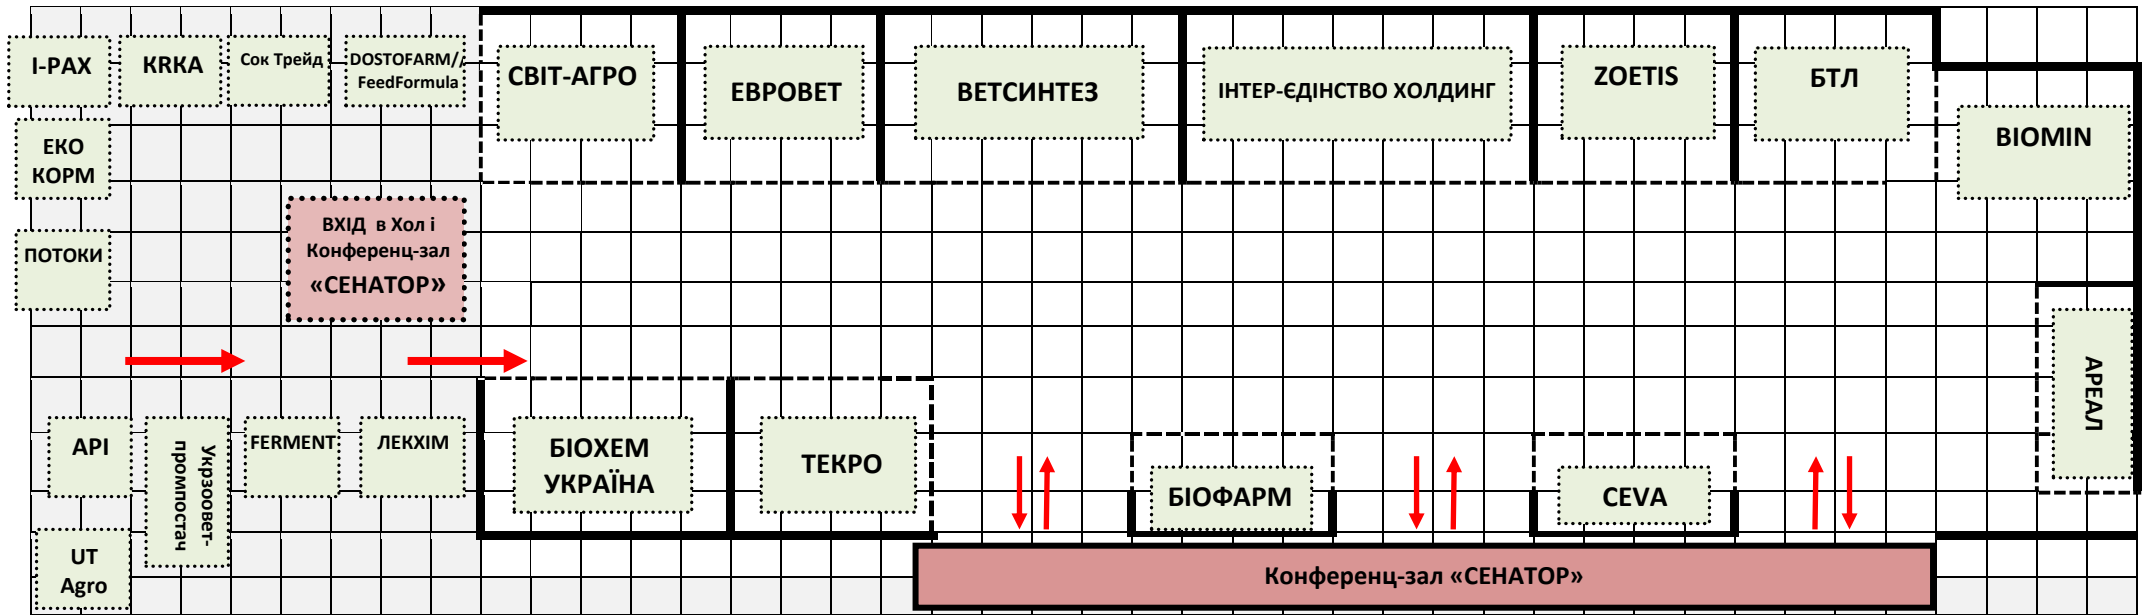 І-РАХ
KRKA
Сок Трейд
DOSTOFARM//
FeedFormula
СВІТ-АГРО
ЕВРОВЕТ
ВЕТСИНТЕЗ
ІНТЕР-ЄДІНСТВО ХОЛДИНГ
ZOETIS
БТЛ
BIOMIN
ЕКО
КОРМ
ВХІД в Хол і
Конференц-зал
«СЕНАТОР»
ПОТОКИ
АРЕАЛ
АРІ
Укрзоовет-
промпостач
FERMENT
ЛЕКХІМ
БІОХЕМ
УКРАЇНА
ТЕКРО
БІОФАРМ
CEVA
UT
Agro
Конференц-зал «СЕНАТОР»